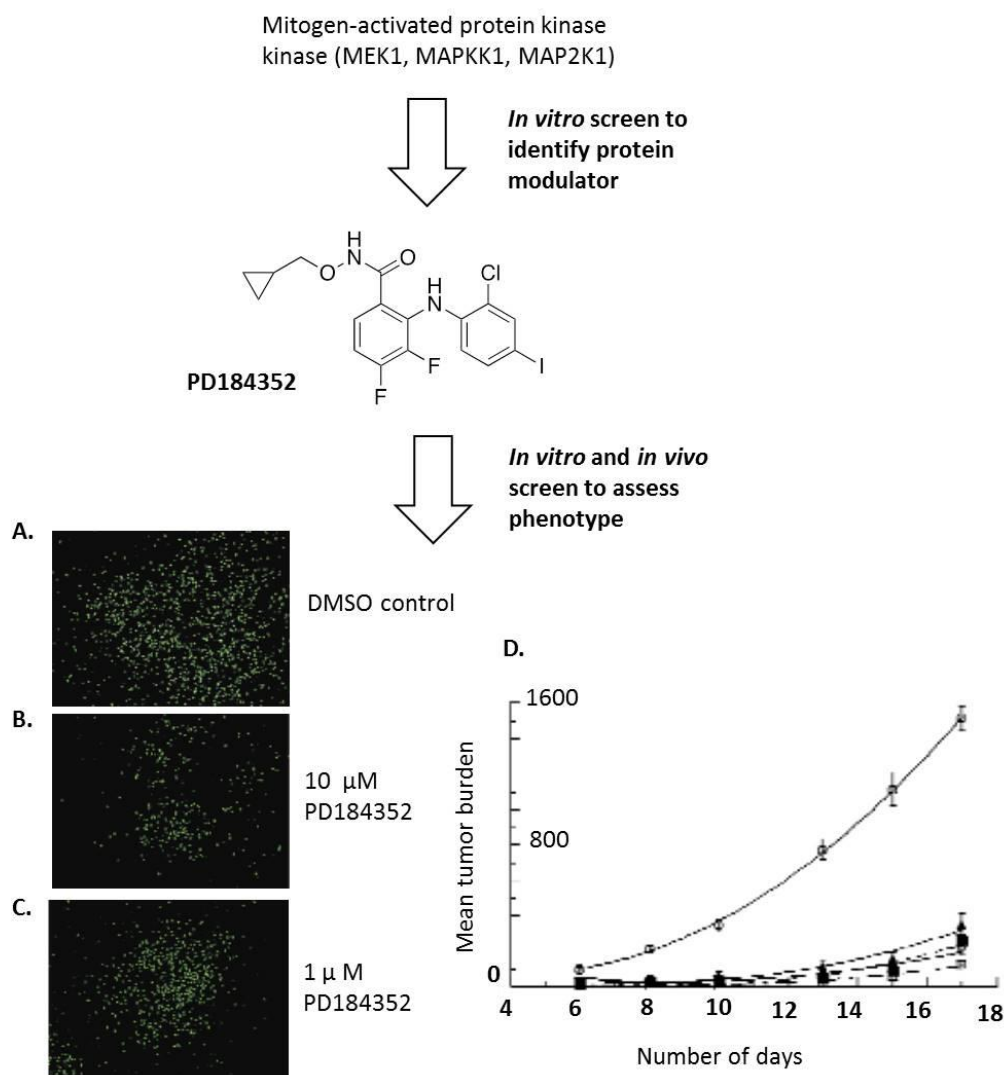 Mitogen-activated protein kinase
kinase (MEK1, MAPKK1, MAP2K1)
In vitro screen to
identify protein
modulator
H
N
O
O
H
N
Cl
F
F
I
PD184352
In vitro and in vivo
screen to assess
phenotype
A.
DMSO control
B.
10 μM
PD184352
C.
1 μ M
PD184352
D.
Mean tumor burden
1600
800
0
4 6 8 10 12 14 16 18
Number of days